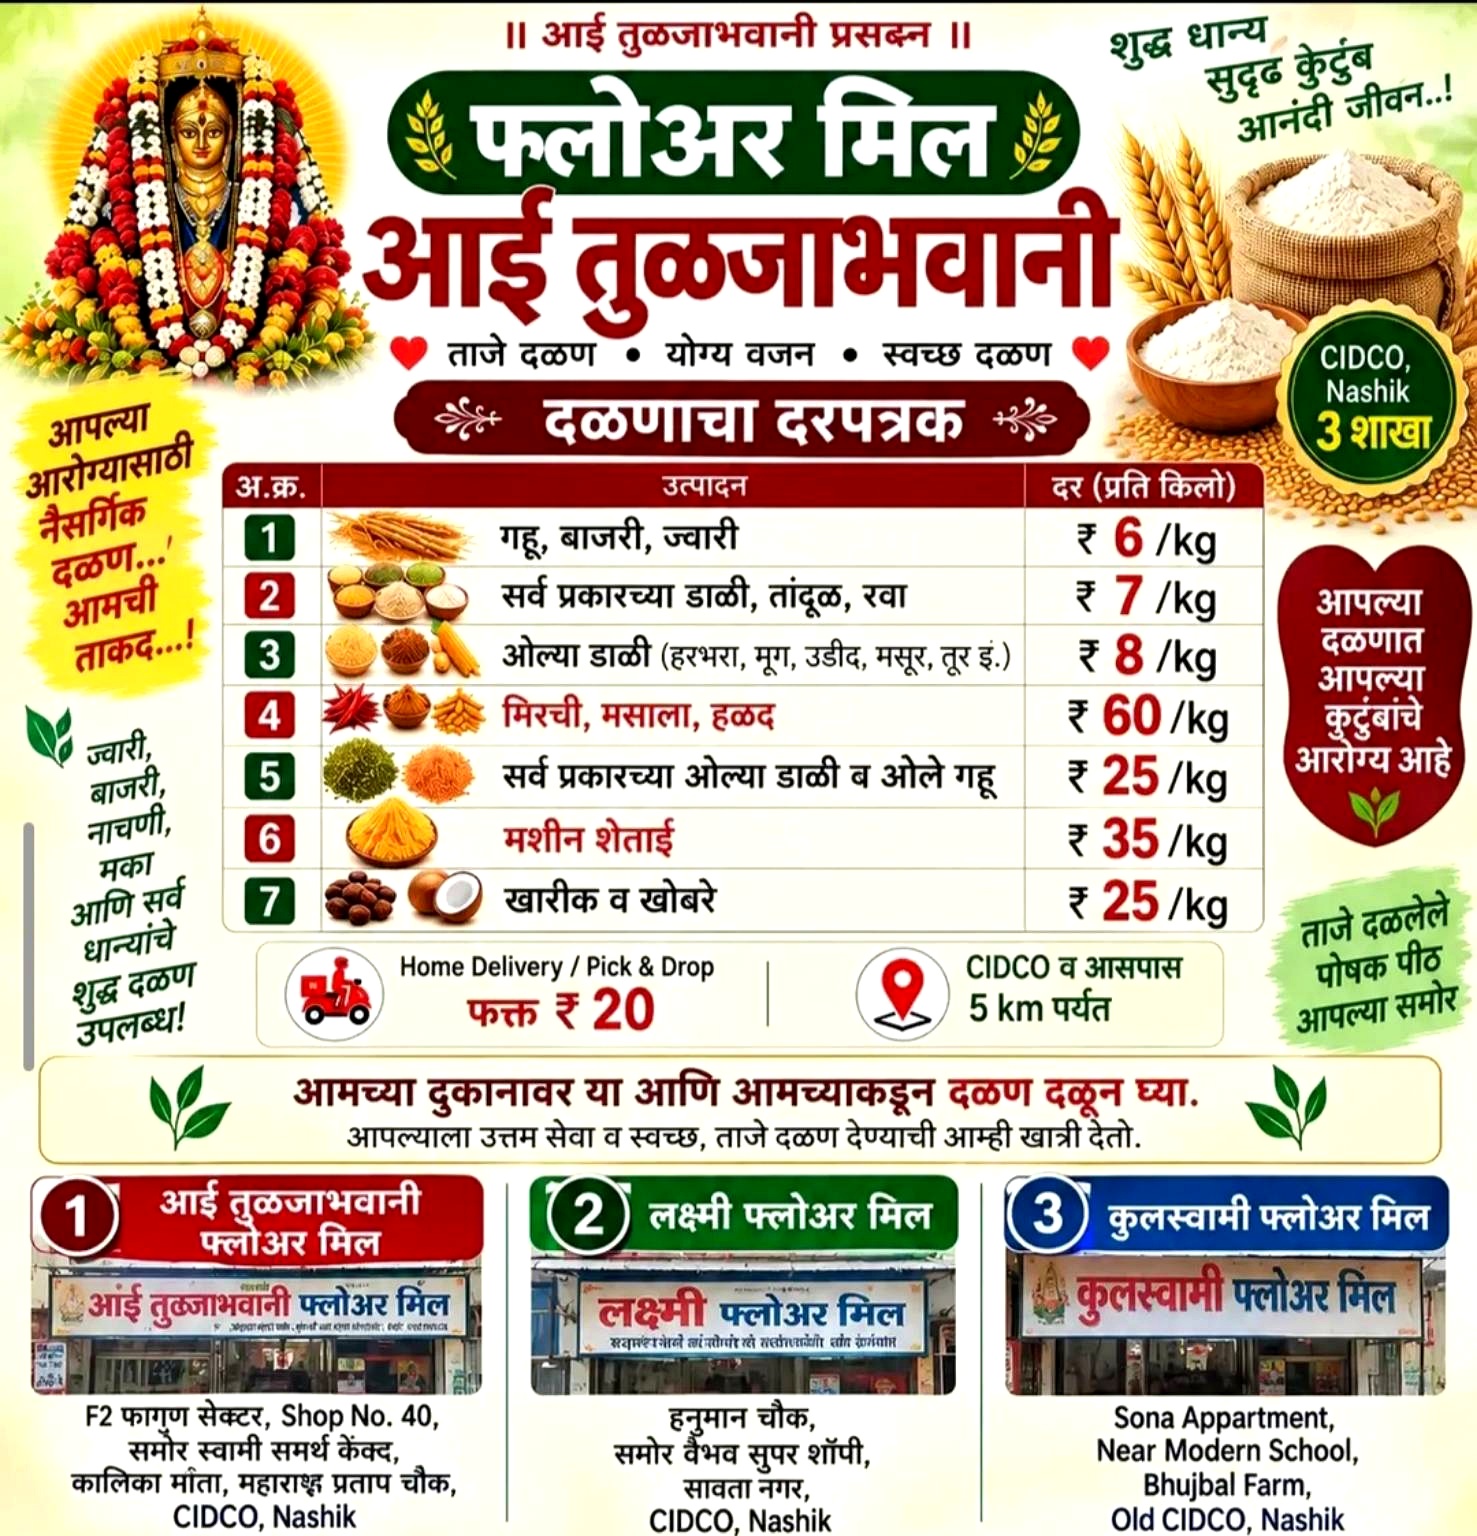 ॥ आई तुळजाभवानी प्रसन्न ॥
शुद्ध धान्य
सुदृढ कुेटुंब
आनंदी जीवन..!
फ्लोअर मिल
आई तुळजाभवानी
ताजे दळण • योग्य वजन • स्वच्छ दळण
CIDCO,
Nashik
3 शाखा
दळणाचा दरपत्रक
आपल्या
आरोग्यासाठी
नैसर्गिक
दळण...'
आमची
ताकद...!
अ.क्र. उत्पादन दर (प्रति किलो)
1 गहू, बाजरी, ज्वारी ₹ 6 /kg
2 सर्व प्रकारच्या डाळी, तांदूळ, रवा ₹ 7 /kg
3 ओल्या डाळी (हरभरा, मूग, उडीद, मसूर, तूर इं.) ₹ 8 /kg
4 मिरची, मसाला, हळद ₹ 60 /kg
5 सर्व प्रकारच्या ओल्या डाळी ब ओले गहू ₹ 25 /kg
6 मशीन शेताई ₹ 35 /kg
7 खारीक व खोबरे ₹ 25 /kg
आपल्या
दळणात
आपल्या
कुटुंबांचे
आरोग्य आहे
ज्वारी,
बाजरी,
नाचणी,
मका
आणि सर्व
धान्यांचे
शुद्ध दळण
उपलब्ध!
ताजे दळलेले
पोषक पीठ
आपल्या समोर
Home Delivery / Pick & Drop
फक्त ₹ 20
CIDCO व आसपास
5 km पर्यत
आमच्या दुकानावर या आणि आमच्याकडून दळण दळून घ्या.
आपल्याला उत्तम सेवा व स्वच्छ, ताजे दळण देण्याची आम्ही खात्री देतो.
1 आई तुळजाभवानी
फ्लोअर मिल
आंई तुळजाभवानी फ्लोअर मिल
F2 फागुण सेक्टर, Shop No. 40,
समोर स्वामी समर्थ केंक्द,
कालिका माता, प्रताप चौक,
CIDCO, Nashik
2 लक्ष्मी फ्लोअर मिल
लक्ष्मी फ्लोअर मिल
हनुमान चौक,
समोर वैभव सुपर शॉपी,
सावता नगर,
CIDCO, Nashik
3 कुलस्वामी फ्लोअर मिल
कुलस्वामी फ्लोअर मिल
Sona Appartment,
Near Modern School,
Bhujbal Farm,
Old CIDCO, Nashik